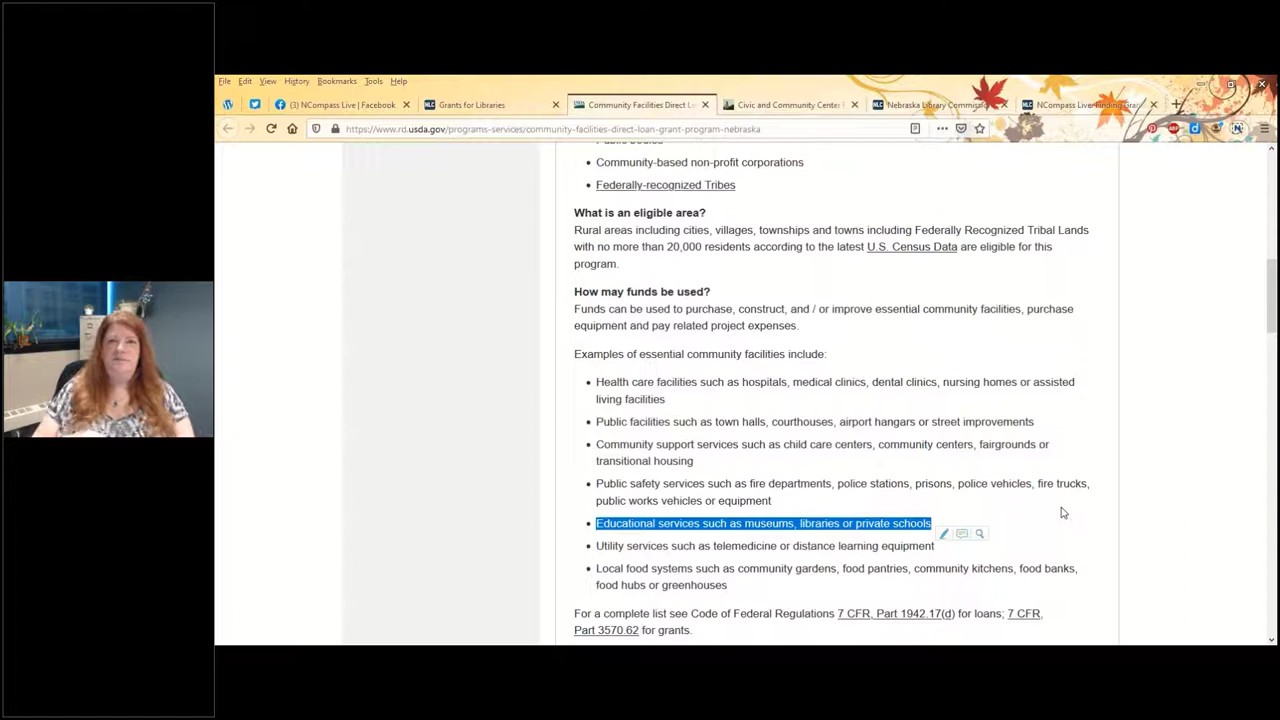 File Edit View History Bookmarks Tools Help
(3) NCompass Live | Facebook
Grants for Libraries
Community Facilities Direct Lo
Civic and Community Center F
Nebraska Library Commissio
NCompass Live: Finding Gran
https://www.rd.usda.gov/programs-services/community-facilities-direct-loan-grant-program-nebraska
• Community-based non-profit corporations
• Federally-recognized Tribes
What is an eligible area?
Rural areas including cities, villages, townships and towns including Federally Recognized Tribal Lands
with no more than 20,000 residents according to the latest U.S. Census Data are eligible for this
program.
How may funds be used?
Funds can be used to purchase, construct, and / or improve essential community facilities, purchase
equipment and pay related project expenses.
Examples of essential community facilities include:
• Health care facilities such as hospitals, medical clinics, dental clinics, nursing homes or assisted
living facilities
• Public facilities such as town halls, courthouses, airport hangars or street improvements
• Community support services such as child care centers, community centers, fairgrounds or
transitional housing
• Public safety services such as fire departments, police stations, prisons, police vehicles, fire trucks,
public works vehicles or equipment
• Educational services such as museums, libraries or private schools
• Utility services such as telemedicine or distance learning equipment
• Local food systems such as community gardens, food pantries, community kitchens, food banks,
food hubs or greenhouses
For a complete list see Code of Federal Regulations 7 CFR, Part 1942.17(d) for loans; 7 CFR,
Part 3570.62 for grants.